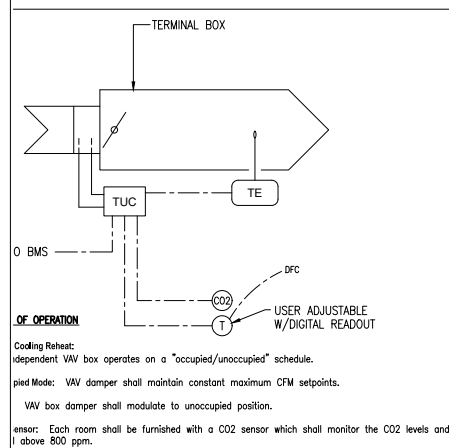 TERMINAL BOX
TUC
TE
O BMS
DFC
CO2
T
USER ADJUSTABLE
W/DIGITAL READOUT
OF OPERATION
Cooling Reheat:
dependent VAV box operates on a "occupied/unoccupied" schedule.
pied Mode: VAV damper shall maintain constant maximum CFM setpoints.
VAV box damper shall modulate to unoccupied position.
ensor: Each room shall be furnished with a CO2 sensor which shall monitor the CO2 levels and
above 800 ppm.